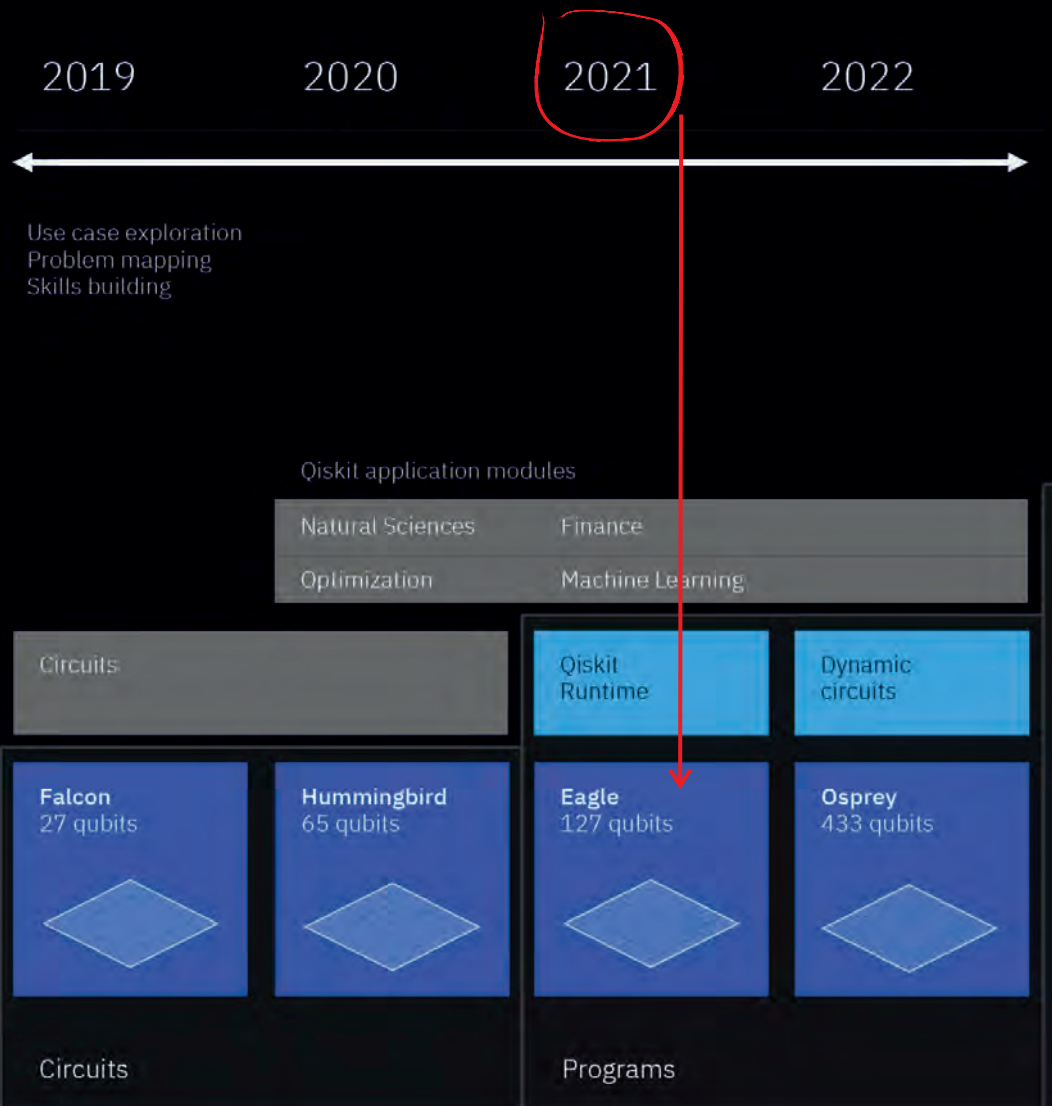 2019 2020 2021 2022
Use case exploration
Problem mapping
Skills building
Qiskit application modules
Natural Sciences Finance
Optimization Machine Learning
Circuits
Qiskit
Runtime
Dynamic
circuits
Falcon
27 qubits
Hummingbird
65 qubits
Eagle
127 qubits
Osprey
433 qubits
Circuits Programs